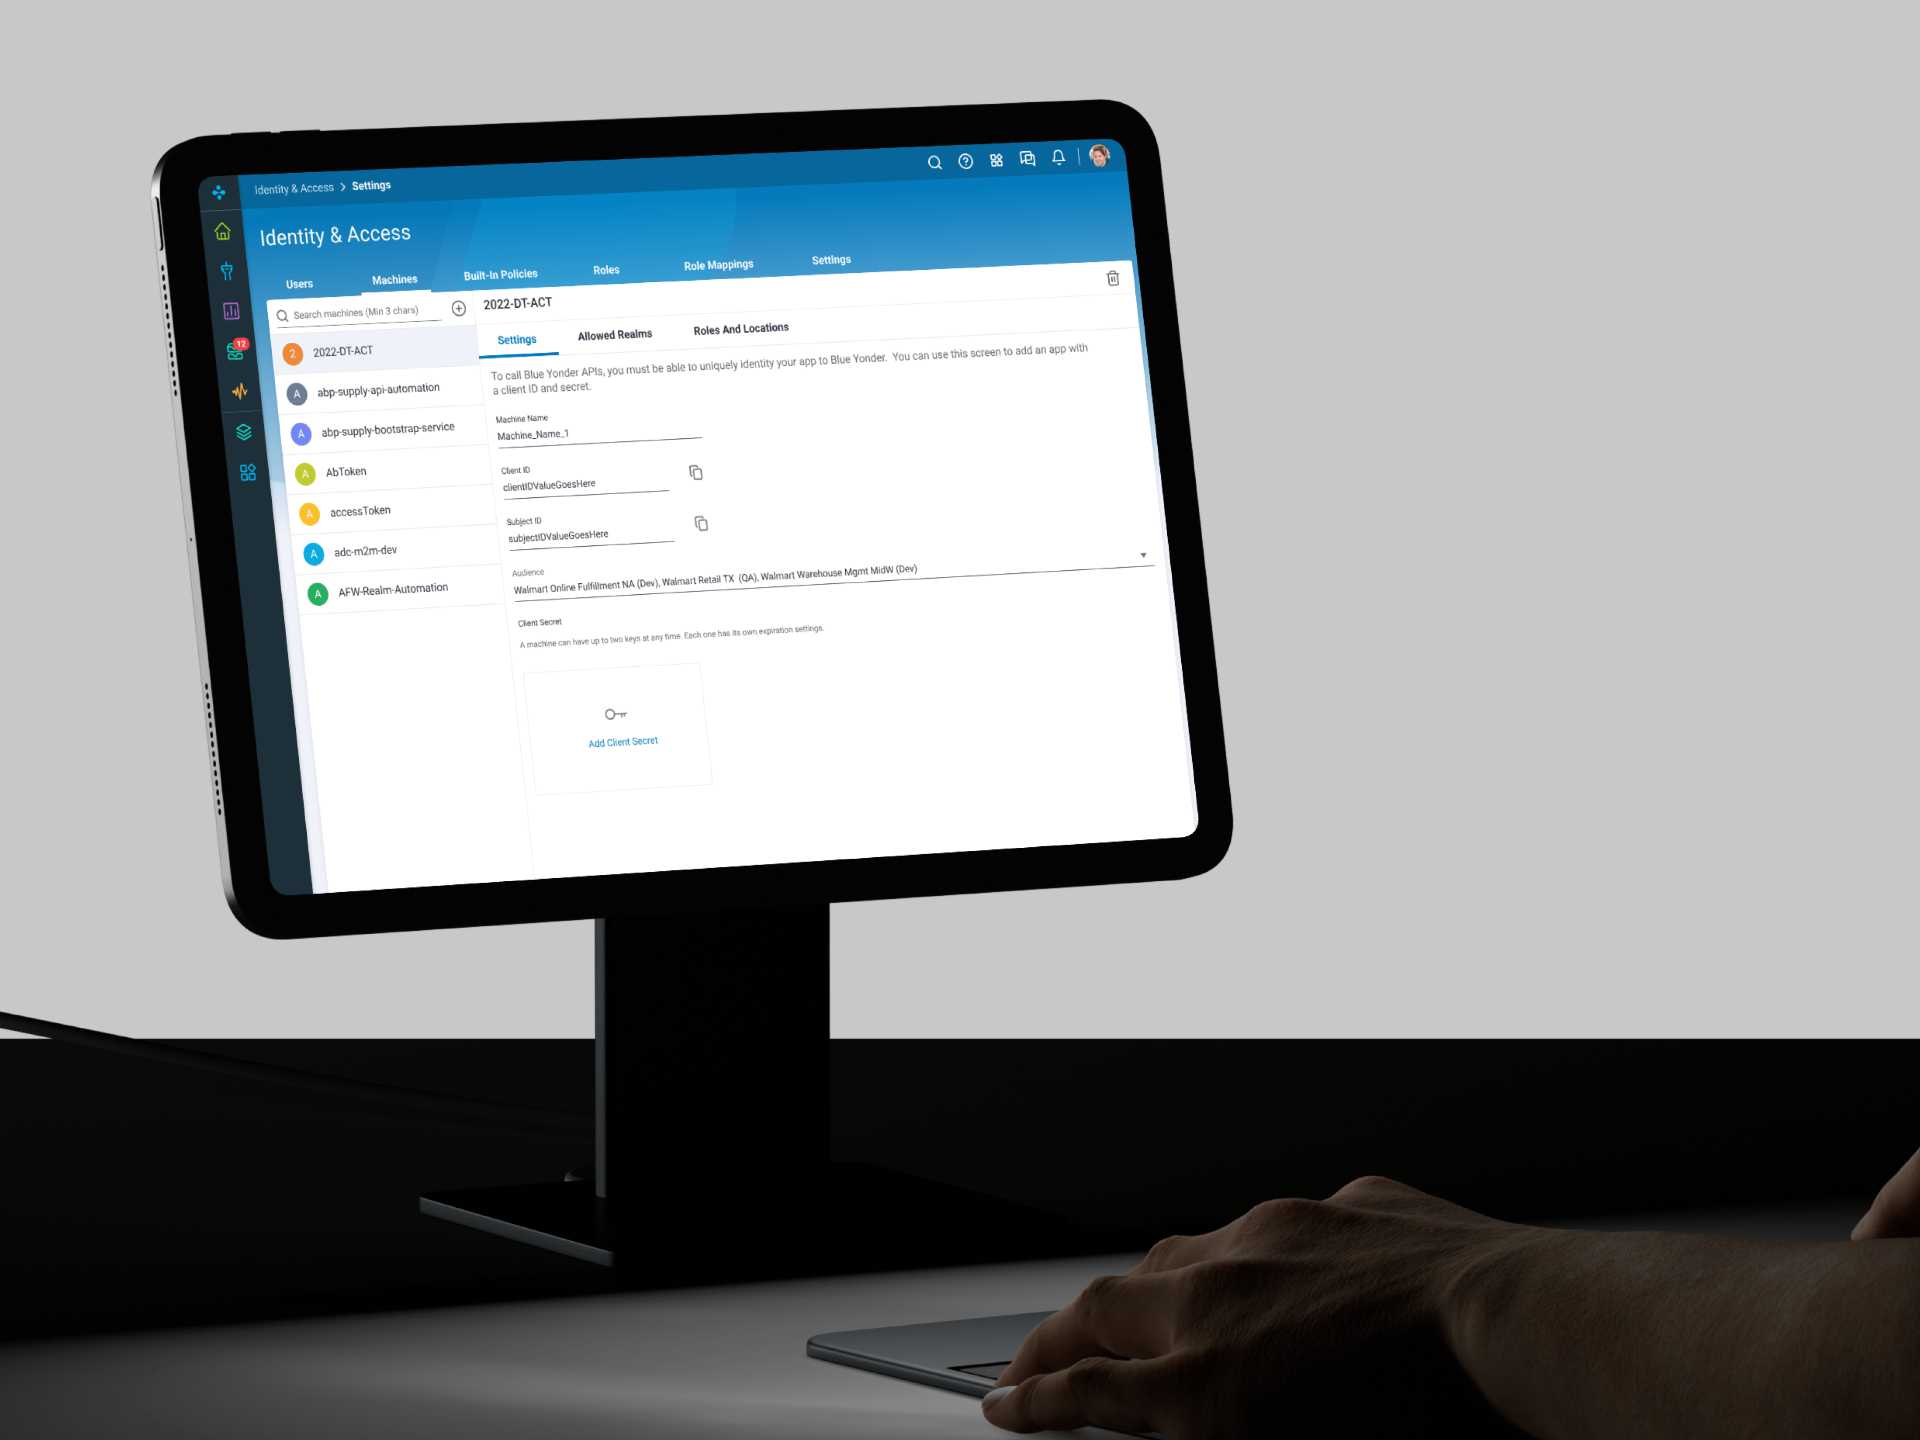 Identity & Access > Settings
Identity & Access
Users Machines Built-In Policies Roles Role Mappings Settings
Search machines (Min 3 chars)
2022-DT-ACT
2 2022-DT-ACT
A abp-supply-api-automation
A abp-supply-bootstrap-service
A AbToken
A accessToken
A adc-m2m-dev
A AFW-Realm-Automation
12
Settings Allowed Realms Roles And Locations
To call Blue Yonder APIs, you must be able to uniquely identity your app to Blue Yonder. You can use this screen to add an app with
a client ID and secret.
Machine Name
Machine_Name_1
Client ID
clientIDValueGoesHere
Subject ID
subjectIDValueGoesHere
Audience
Walmart Online Fulfillment NA (Dev), Walmart Retail TX (QA), Walmart Warehouse Mgmt MidW (Dev)
Client Secret
A machine can have up to two keys at any time. Each one has its own expiration settings.
Add Client Secret